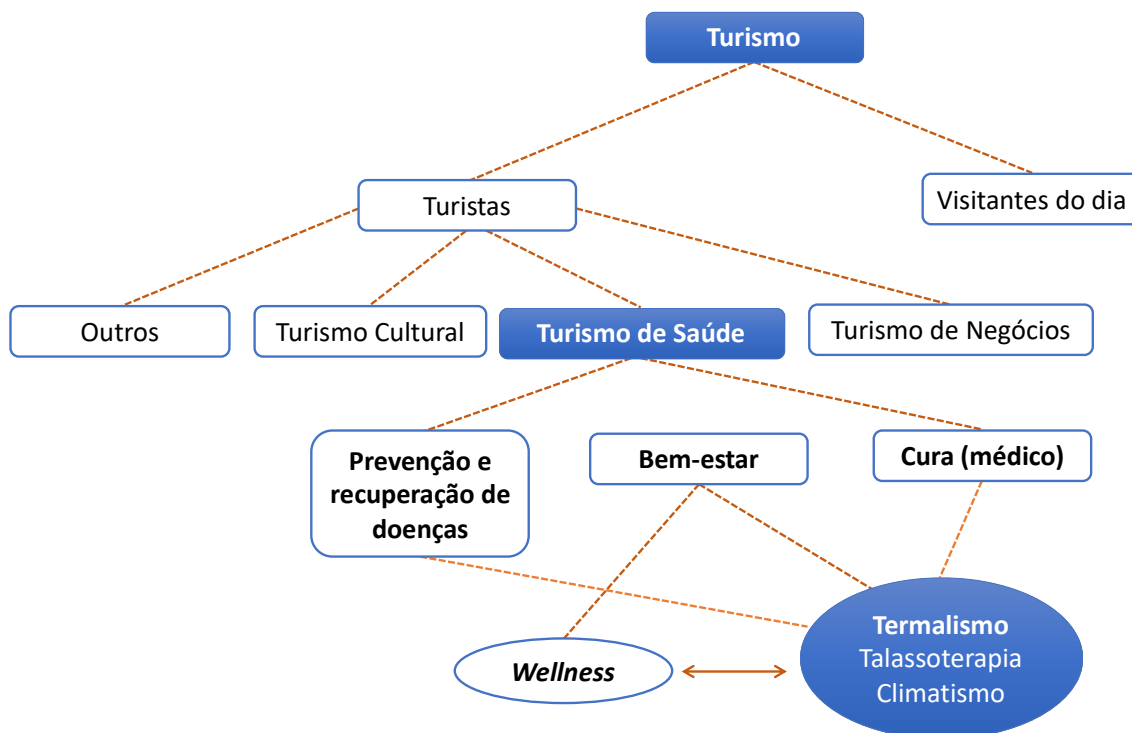 Turismo
Turistas
Visitantes do dia
Outros
Turismo Cultural
Turismo de Saúde
Turismo de Negócios
Prevenção e
recuperação de
doenças
Bem-estar
Cura (médico)
Wellness
Termalismo
Talassoterapia
Climatismo